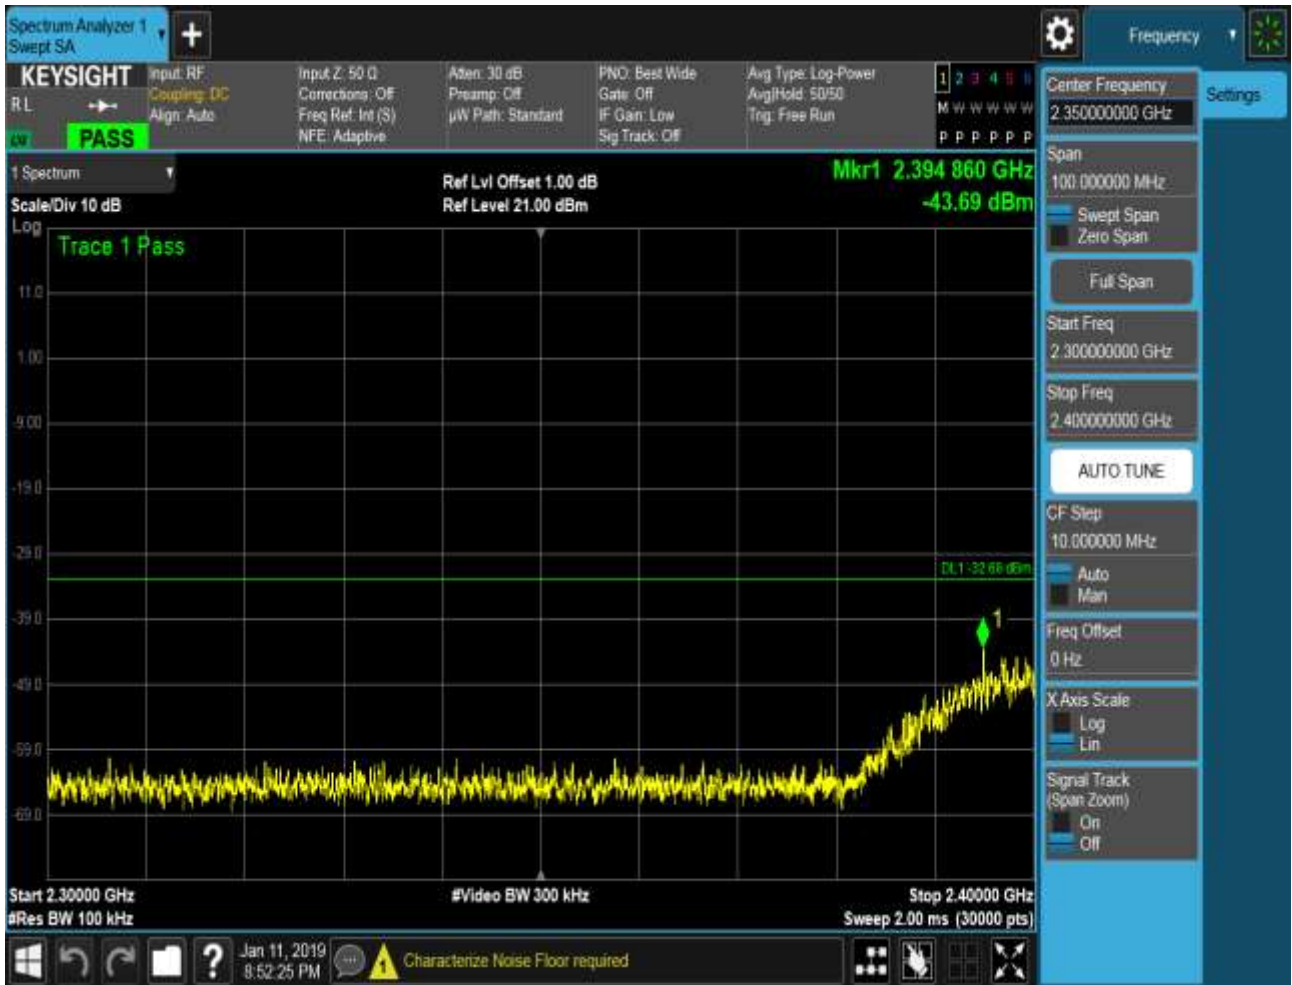 Spectrum Analyzer 1
Swept SA
Frequency
KEYSIGHT
R L
PASS
Input: RF
Coupling: DC
Align: Auto
Input Z: 50 Ω
Corrections: Off
Freq Ref: Int (S)
NFE: Adaptive
Atten: 30 dB
Preamp: Off
µW Path: Standard
PNO: Best Wide
Gate: Off
IF Gain: Low
Sig Track: Off
Avg Type: Log-Power
Avg|Hold: 50/50
Trig: Free Run
1 2 3 4 5 6
M W W W W W
P P P P P P
1 Spectrum
Scale/Div 10 dB
Log
Ref Lvl Offset 1.00 dB
Ref Level 21.00 dBm
Mkr1 2.394 860 GHz
-43.69 dBm
Trace 1 Pass
11.0
1.00
-9.00
-19.0
-29.0
DL1 -32.68 dBm
-39.0
1
-49.0
-59.0
-69.0
Start 2.30000 GHz
#Res BW 100 kHz
#Video BW 300 kHz
Stop 2.40000 GHz
Sweep 2.00 ms (30000 pts)
Center Frequency
2.350000000 GHz
Settings
Span
100.000000 MHz
Swept Span
Zero Span
Full Span
Start Freq
2.300000000 GHz
Stop Freq
2.400000000 GHz
AUTO TUNE
CF Step
10.000000 MHz
Auto
Man
Freq Offset
0 Hz
X Axis Scale
Log
Lin
Signal Track
(Span Zoom)
On
Off
?
Jan 11, 2019
8:52:25 PM
1
Characterize Noise Floor required